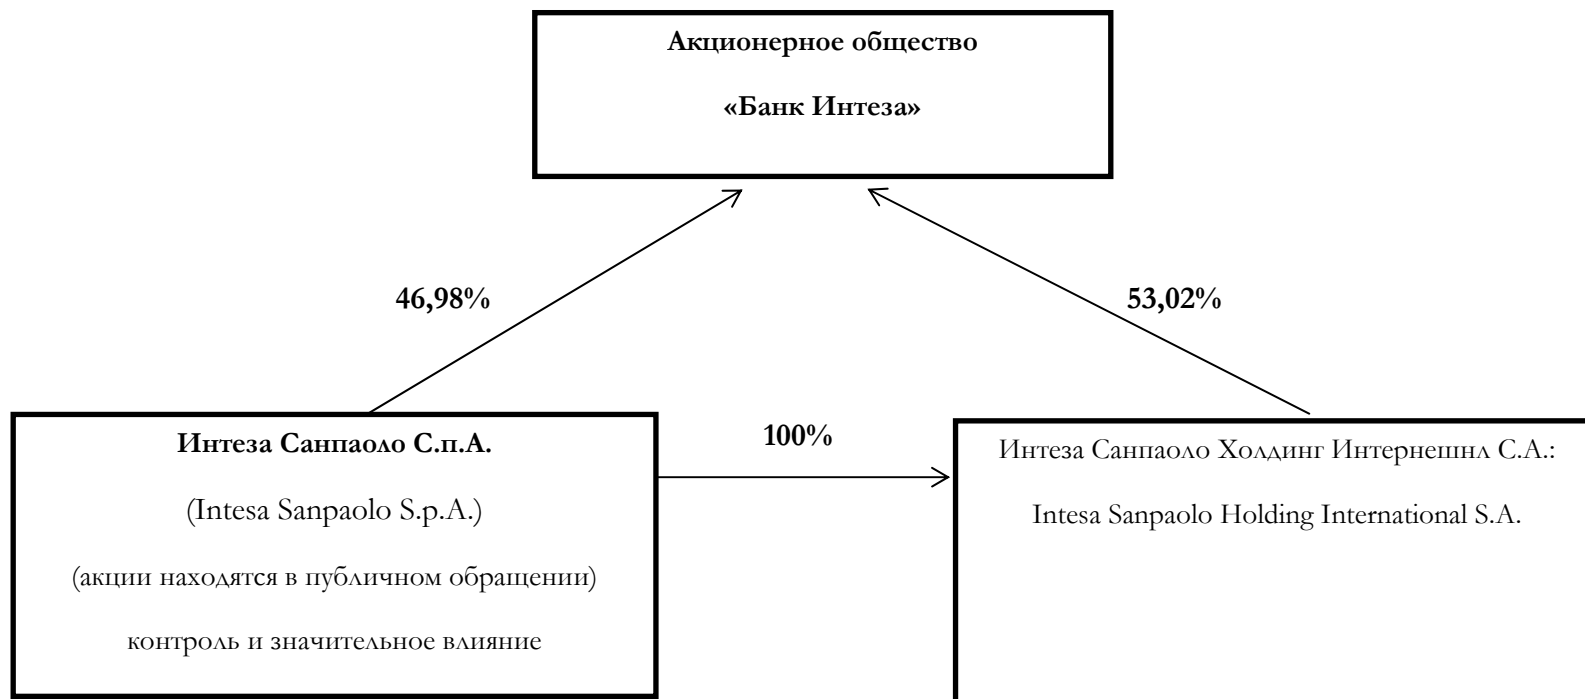 Акционерное общество
«Банк Интеза»
46,98%
53,02%
Интеза Санпаоло С.п.А.
(Intesa Sanpaolo S.p.A.)
(акции находятся в публичном обращении)
контроль и значительное влияние
100%
Интеза Санпаоло Холдинг Интернешнл С.А.:
Intesa Sanpaolo Holding International S.A.